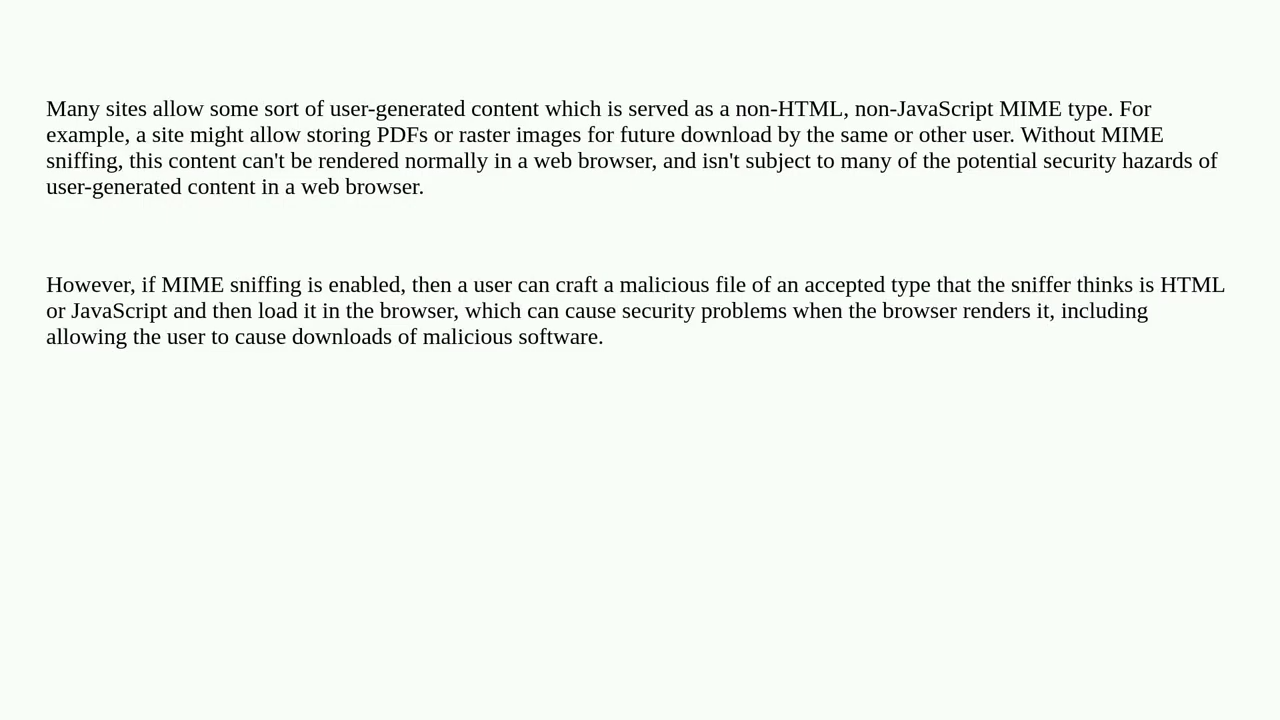 Many sites allow some sort of user-generated content which is served as a non-HTML, non-JavaScript MIME type. For
example, a site might allow storing PDFs or raster images for future download by the same or other user. Without MIME
sniffing, this content can't be rendered normally in a web browser, and isn't subject to many of the potential security hazards of
user-generated content in a web browser.
However, if MIME sniffing is enabled, then a user can craft a malicious file of an accepted type that the sniffer thinks is HTML
or JavaScript and then load it in the browser, which can cause security problems when the browser renders it, including
allowing the user to cause downloads of malicious software.